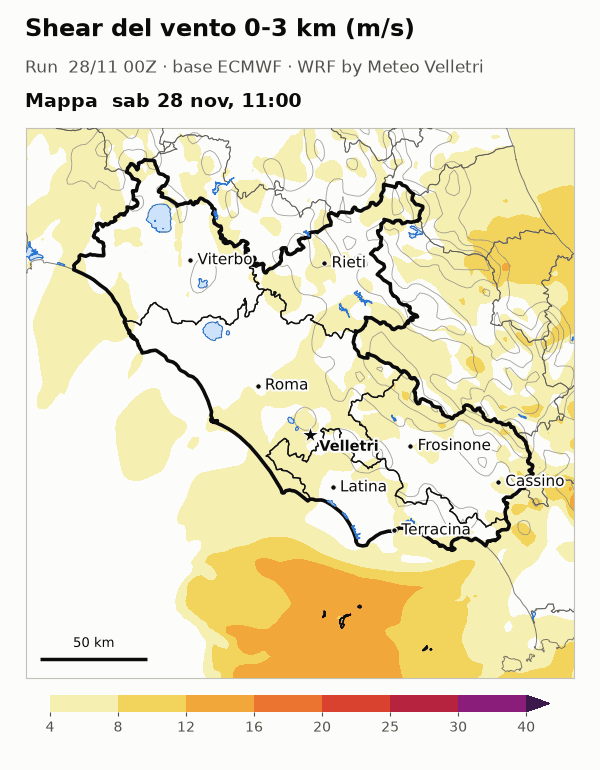 Shear del vento 0-3 km (m/s)
Run  28/11 00Z · base ECMWF · WRF by Meteo Velletri
Mappa  sab 28 nov, 11:00
Viterbo
Rieti
Roma
Velletri
Frosinone
Cassino
Latina
Terracina
50 km
4 8 12 16 20 25 30 40